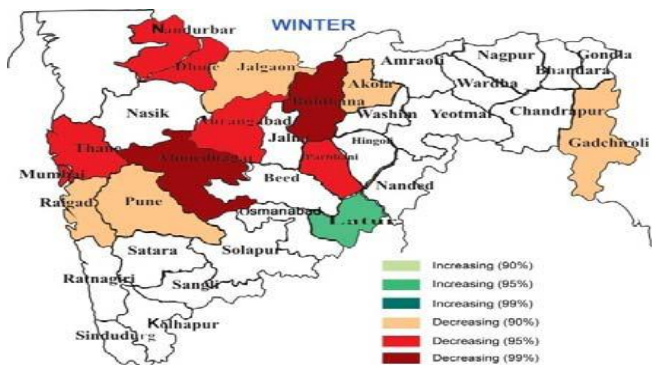 WINTER
Nandurbar
Dhule
Jalgaon
Buldhana
Akola
Amraoti
Nagpur
Gondla
Bhandara
Wardha
Washim
Yeotmal
Chandrapur
Gadchiroli
Nasik
Aurangabad
Jalna
Hingoli
Parbhani
Thane
Ahmednagar
Mumbai
Beed
Nanded
Raigad
Pune
Osmanabad
Latur
Satara
Solapur
Ratnagiri
Sangli
Kolhapur
Sindudurg
Increasing (90%)
Increasing (95%)
Increasing (99%)
Decreasing (90%)
Decreasing (95%)
Decreasing (99%)